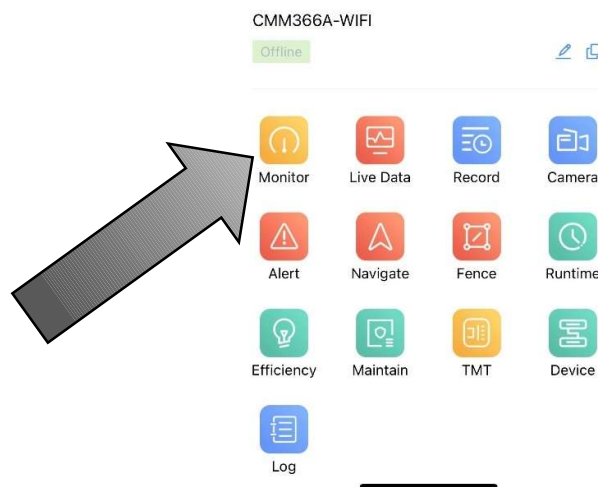 CMM366A-WIFI
Offline
Monitor Live Data Record Camera
Alert Navigate Fence Runtime
Efficiency Maintain TMT Device
Log